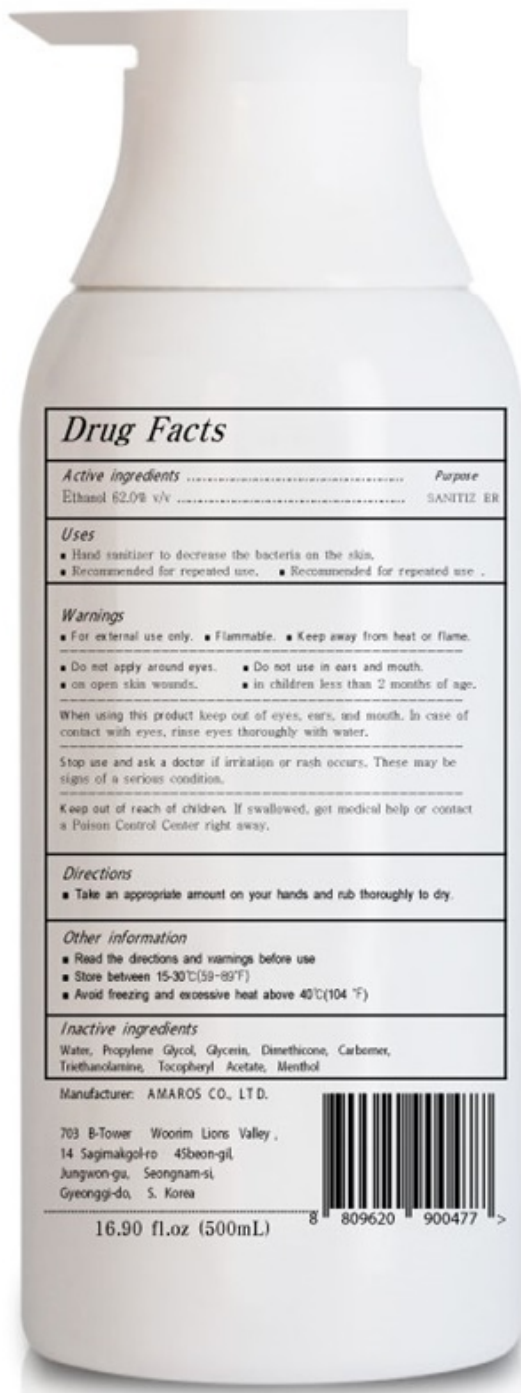 Drug Facts
Active ingredients ........................................ Purpose
Ethanol 62.0% v/v .......................................... SANITIZ ER
Uses
▪ Hand sanitizer to decrease the bacteria on the skin.
▪ Recommended for repeated use. ▪ Recommended for repeated use .
Warnings
▪ For external use only. ▪ Flammable. ▪ Keep away from heat or flame.
▪ Do not apply around eyes. ▪ Do not use in ears and mouth.
▪ on open skin wounds. ▪ in children less than 2 months of age.
When using this product keep out of eyes, ears, and mouth. In case of
contact with eyes, rinse eyes thoroughly with water.
Stop use and ask a doctor if irritation or rash occurs. These may be
signs of a serious condition.
Keep out of reach of children. If swallowed, get medical help or contact
a Poison Control Center right away.
Directions
▪ Take an appropriate amount on your hands and rub thoroughly to dry.
Other information
▪ Read the directions and warnings before use
▪ Store between 15-30℃(59-89℉)
▪ Avoid freezing and excessive heat above 40℃(104 ℉)
Inactive ingredients
Water, Propylene Glycol, Glycerin, Dimethicone, Carbomer,
Triethanolamine, Tocopheryl Acetate, Menthol
Manufacturer: AMAROS CO., LTD.
703 B-Tower Woorim Lions Valley ,
14 Sagimakgol-ro 45beon-gil,
Jungwon-gu, Seongnam-si,
Gyeonggi-do, S. Korea
8 809620 900477 >
16.90 fl.oz (500mL)